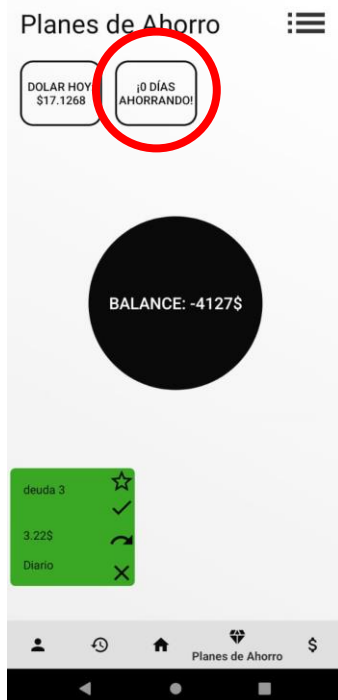 Planes de Ahorro
DOLAR HOY
$17.1268
¡0 DÍAS
AHORRANDO!
BALANCE: -4127$
deuda 3
3.22$
Diario
Planes de Ahorro
$